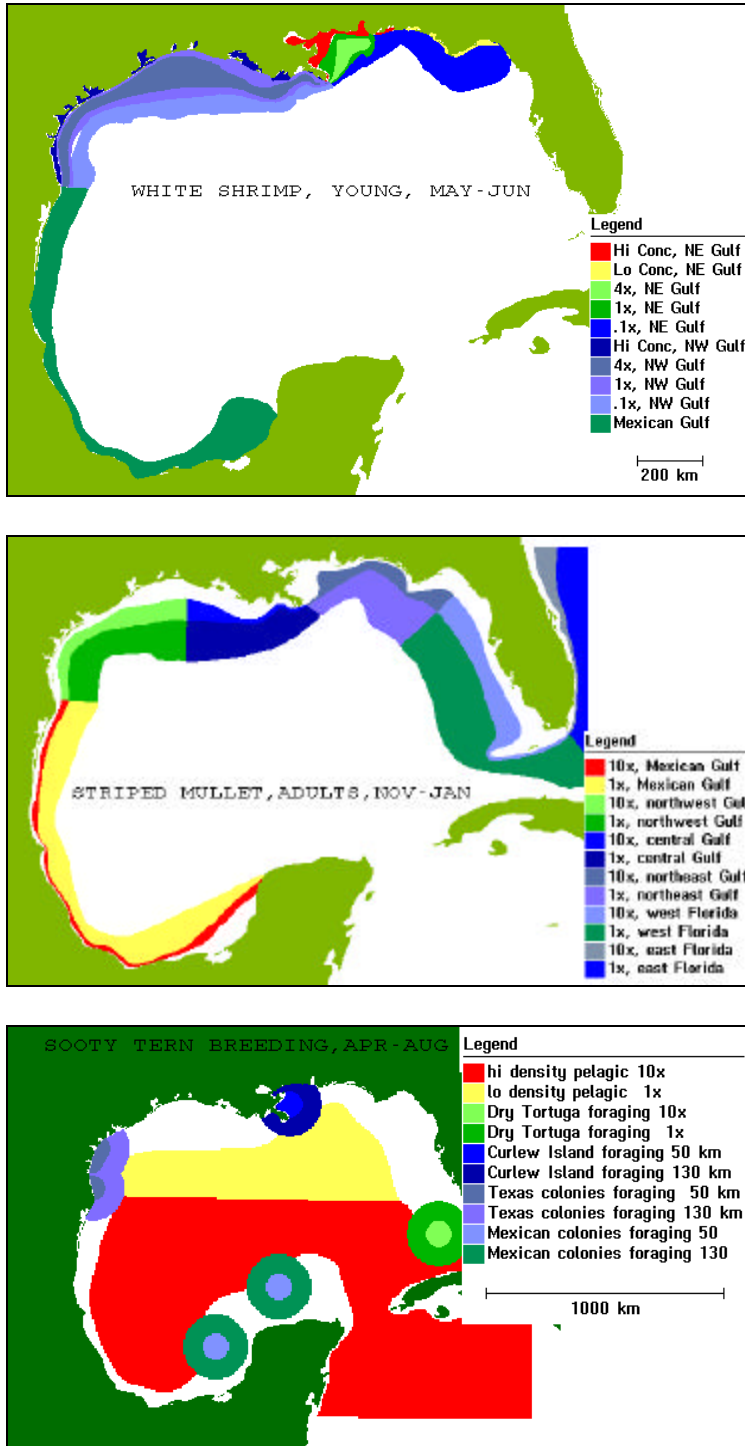 WHITE SHRIMP, YOUNG, MAY-JUN
Legend
Hi Conc, NE Gulf
Lo Conc, NE Gulf
4x, NE Gulf
1x, NE Gulf
.1x, NE Gulf
Hi Conc, NW Gulf
4x, NW Gulf
1x, NW Gulf
.1x, NW Gulf
Mexican Gulf
200 km
STRIPED MULLET,ADULTS,NOV-JAN
Legend
10x, Mexican Gulf
1x, Mexican Gulf
10x, northwest Gul
1x, northwest Gulf
10x, central Gulf
1x, central Gulf
10x, northeast Gulf
1x, northeast Gulf
10x, west Florida
1x, west Florida
10x, east Florida
1x, east Florida
SOOTY TERN BREEDING,APR-AUG
Legend
hi density pelagic 10x
lo density pelagic 1x
Dry Tortuga foraging 10x
Dry Tortuga foraging 1x
Curlew Island foraging 50 km
Curlew Island foraging 130 km
Texas colonies foraging 50 km
Texas colonies foraging 130 km
Mexican colonies foraging 50
Mexican colonies foraging 130
1000 km